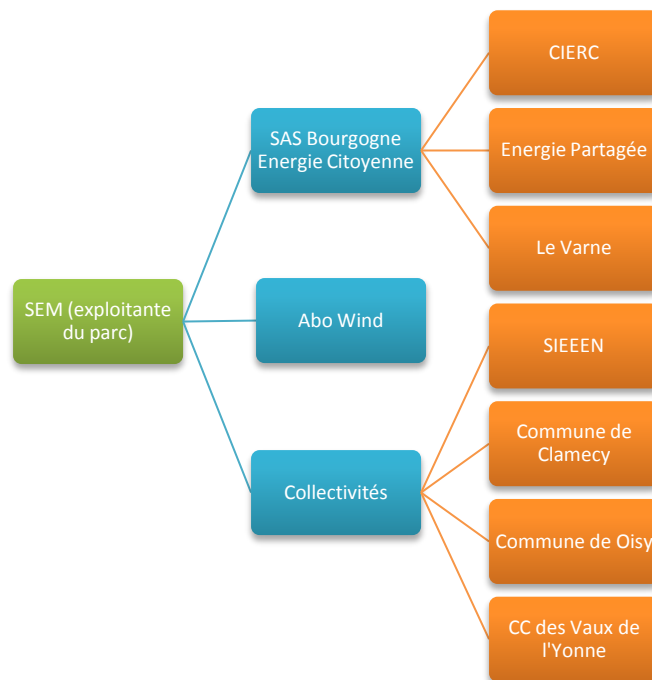 SEM (exploitante
du parc)
SAS Bourgogne
Energie Citoyenne
Abo Wind
Collectivités
CIERC
Energie Partagée
Le Varne
SIEEEN
Commune de
Clamecy
Commune de Oisy
CC des Vaux de
l'Yonne